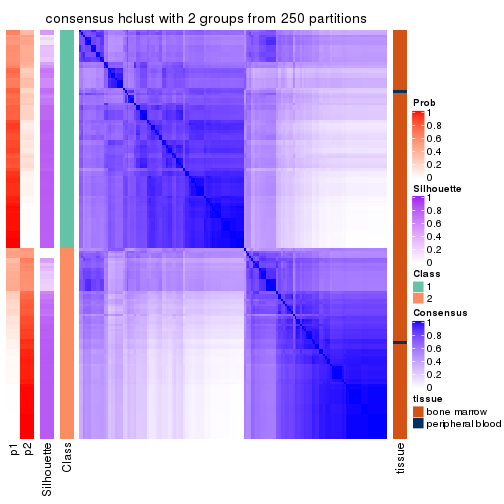 consensus hclust with 2 groups from 250 partitions
p1
p2
Silhouette
Class
tissue
Prob
1
0.8
0.6
0.4
0.2
0
Silhouette
1
0.8
0.6
0.4
0.2
0
Class
1
2
Consensus
1
0.8
0.6
0.4
0.2
0
tissue
bone marrow
peripheral blood